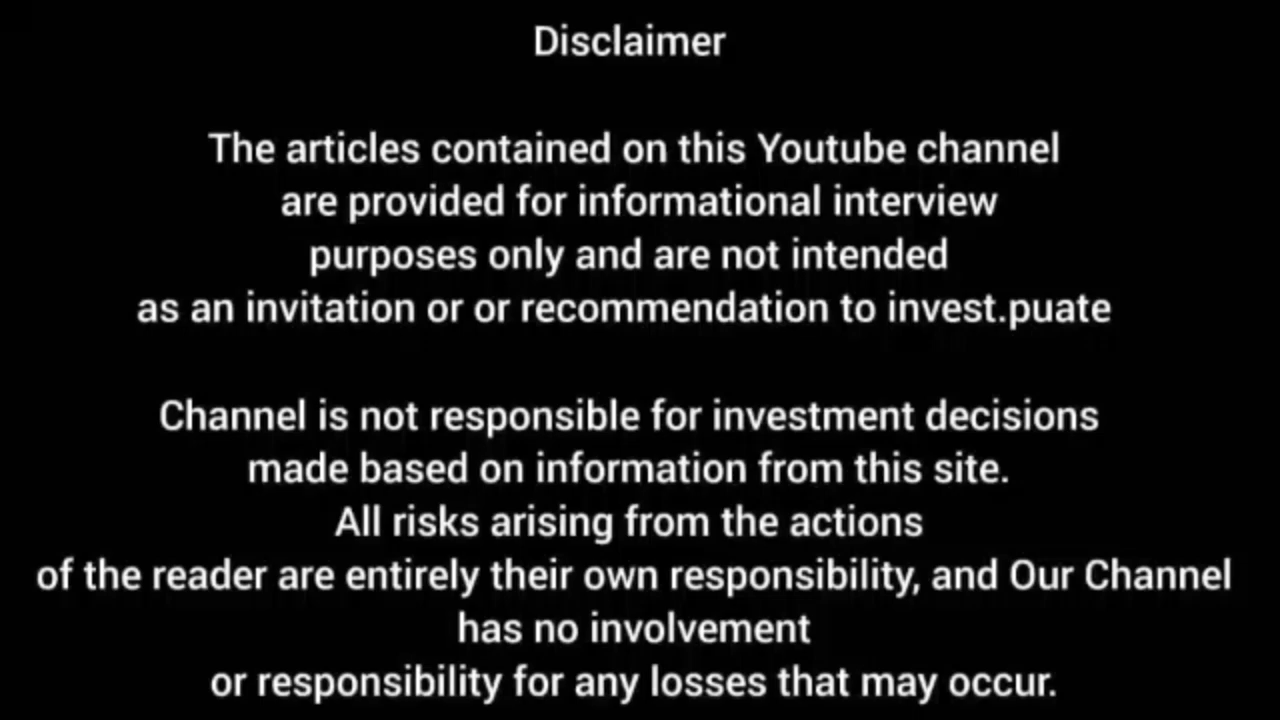 Disclaimer
The articles contained on this Youtube channel
are provided for informational interview
purposes only and are not intended
as an invitation or or recommendation to invest.puate
Channel is not responsible for investment decisions
made based on information from this site.
All risks arising from the actions
of the reader are entirely their own responsibility, and Our Channel
has no involvement
or responsibility for any losses that may occur.